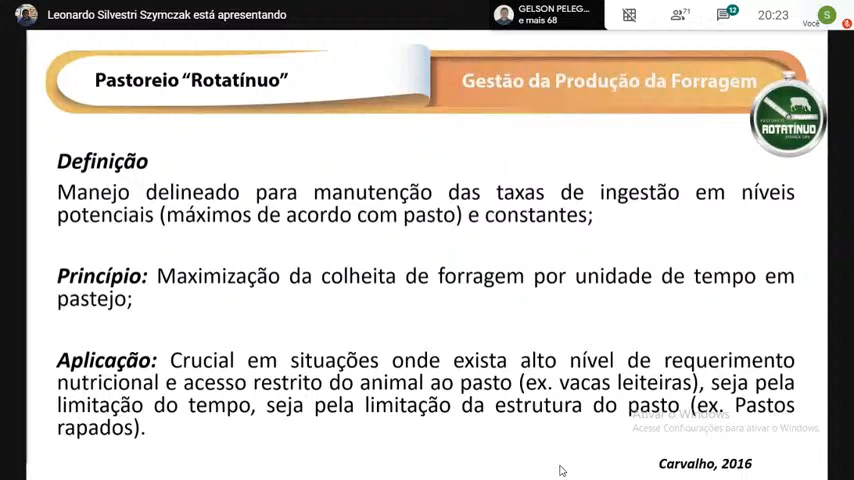 Leonardo Silvestri Szymczak está apresentando
GELSON PELEG...
e mais 68
71
12
20:23
S
Você
Pastoreio “Rotatínuo”
Gestão da Produção da Forragem
ROTATÍNUO
Definição
Manejo delineado para manutenção das taxas de ingestão em níveis
potenciais (máximos de acordo com pasto) e constantes;
Princípio: Maximização da colheita de forragem por unidade de tempo em
pastejo;
Aplicação: Crucial em situações onde exista alto nível de requerimento
nutricional e acesso restrito do animal ao pasto (ex. vacas leiteiras), seja pela
limitação do tempo, seja pela limitação da estrutura do pasto (ex. Pastos
rapados).
Ativar o Windows
Acesse Configurações para ativar o Windows.
Carvalho, 2016